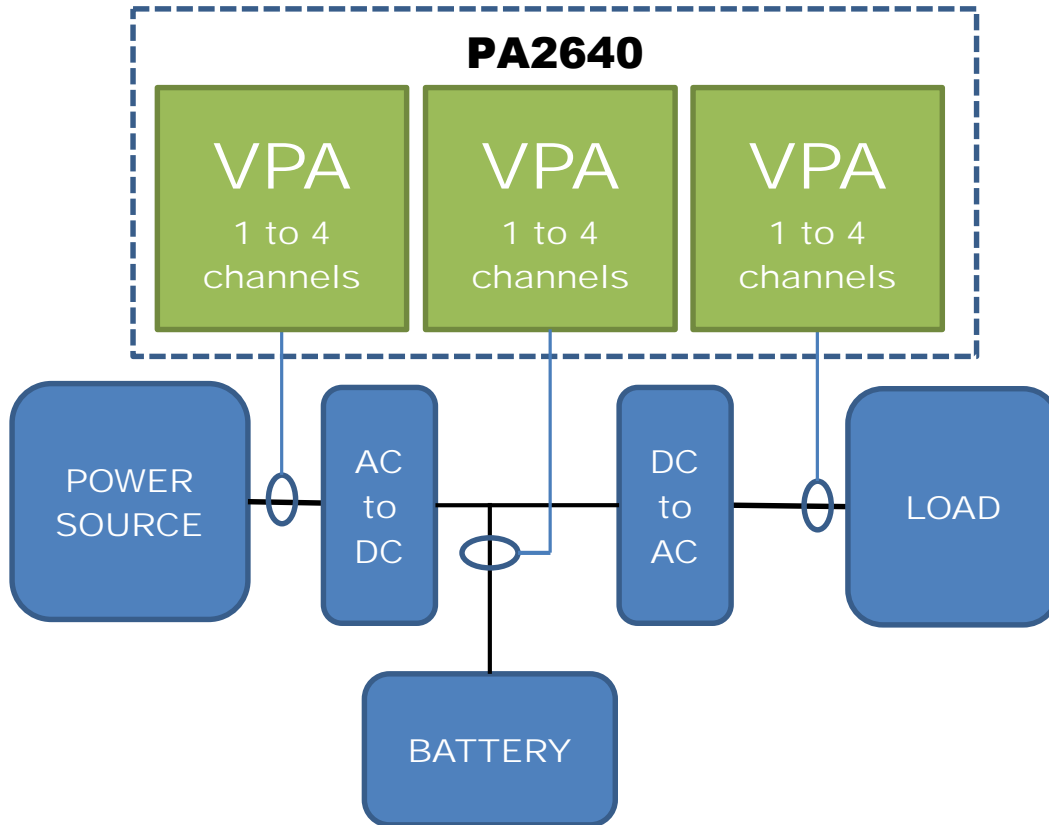 PA2640
VPA
1 to 4
channels
VPA
1 to 4
channels
VPA
1 to 4
channels
POWER
SOURCE
AC
to
DC
DC
to
AC
LOAD
BATTERY